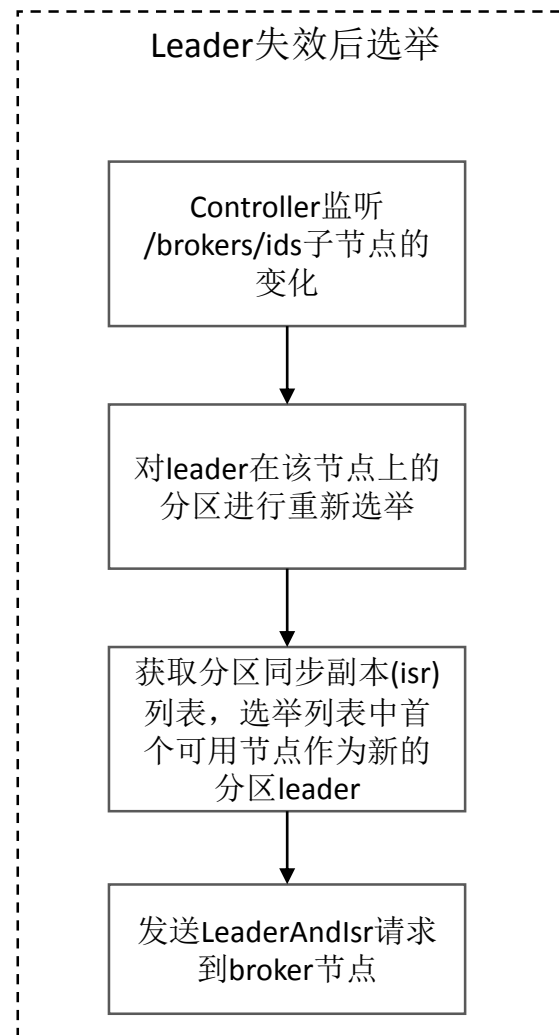 Leader失效后选举
Controller监听
/brokers/ids子节点的
变化
对leader在该节点上的
分区进行重新选举
获取分区同步副本(isr)
列表，选举列表中首
个可用节点作为新的
分区leader
发送LeaderAndIsr请求
到broker节点